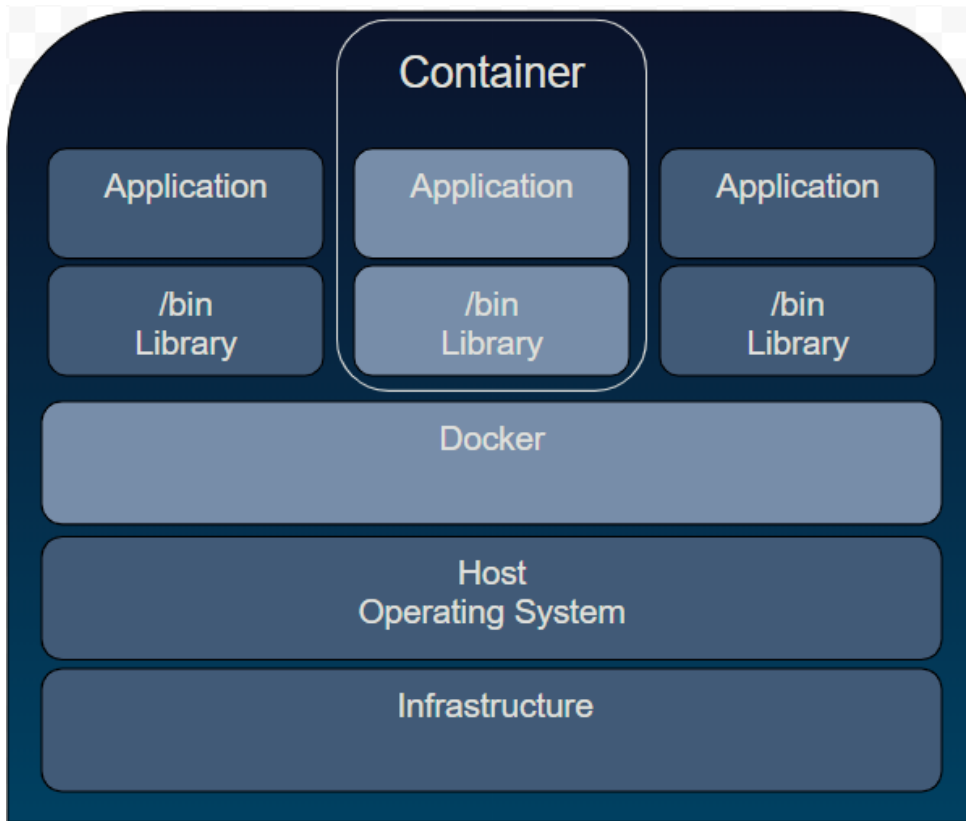 Container
Application
Application
Application
/bin
Library
/bin
Library
/bin
Library
Docker
Host
Operating System
Infrastructure